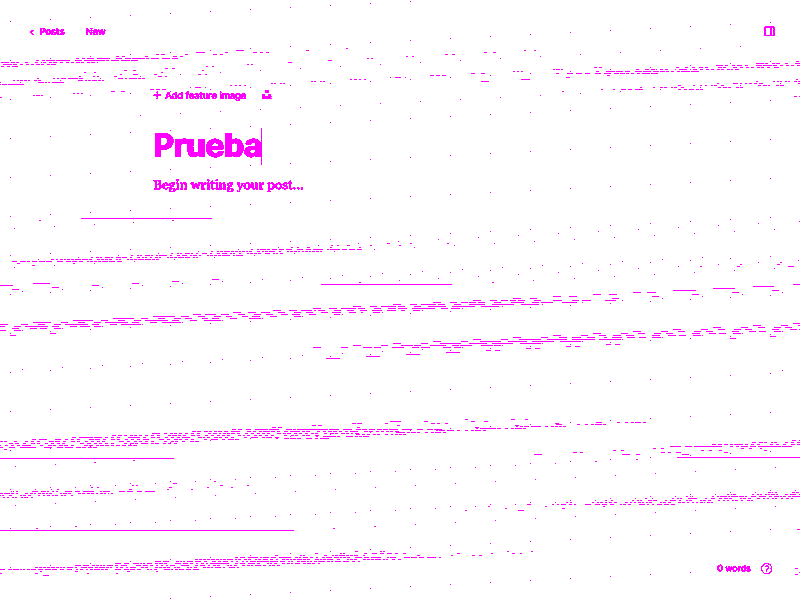 Posts New
+ Add feature image
Prueba
Begin writing your post...
0 words ?